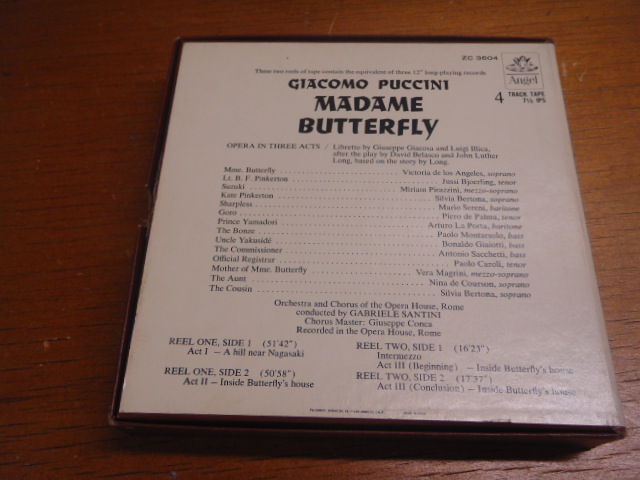 ZC 3604
Angel
4 TRACK TAPE
7½ IPS
These two reels of tape contain the equivalent of three 12" long-playing records
GIACOMO PUCCINI
MADAME
BUTTERFLY
OPERA IN THREE ACTS / Libretto by Giuseppe Giacosa and Luigi Illica,
after the play by David Belasco and John Luther
Long, based on the story by Long.
Mme. Butterfly Victoria de los Angeles, soprano
Lt. B. F. Pinkerton Jussi Bjoerling, tenor
Suzuki Miriam Pirazzini, mezzo-soprano
Kate Pinkerton Silvia Bertona, soprano
Sharpless Mario Sereni, baritone
Goro Piero de Palma, tenor
Prince Yamadori Arturo La Porta, baritone
The Bonze Paolo Montarsolo, bass
Uncle Yakusidé Bonaldo Giaiotti, bass
The Commissioner Antonio Sacchetti, bass
Official Registrar Paolo Caroli, tenor
Mother of Mme. Butterfly Vera Magrini, mezzo-soprano
The Aunt Nina de Courson, soprano
The Cousin Silvia Bertona, soprano
Orchestra and Chorus of the Opera House, Rome
conducted by GABRIELE SANTINI
Chorus Master: Giuseppe Conca
Recorded in the Opera House, Rome
REEL ONE, SIDE 1 (51'42")
Act I – A hill near Nagasaki
REEL ONE, SIDE 2 (50'58")
Act II – Inside Butterfly's house
REEL TWO, SIDE 1 (16'23")
Intermezzo
Act III (Beginning) – Inside Butterfly's house
REEL TWO, SIDE 2 (17'37")
Act III (Conclusion) – Inside Butterfly's house